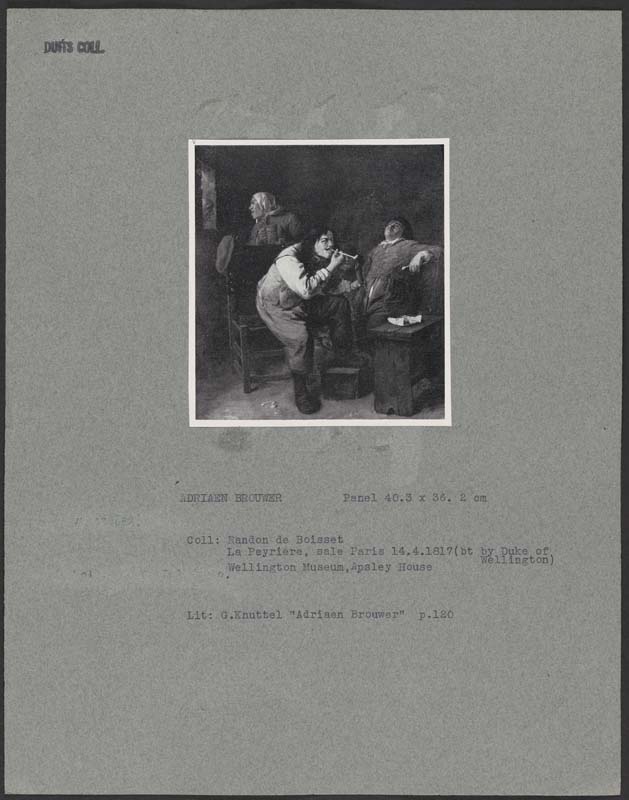 DUITS COLL.
ADRIAEN BROUWER Panel 40.3 x 36. 2 cm
Coll: Randon de Boisset
La Peyrière, sale Paris 14.4.1817(bt by Duke of Wellington)
Wellington Museum,Apsley House
Lit: G.Knuttel "Adriaen Brouwer" p.120